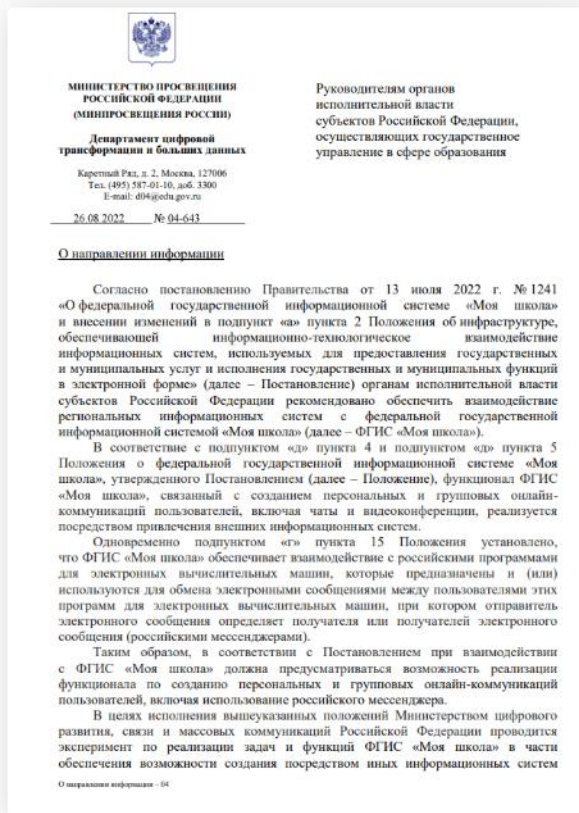 МИНИСТЕРСТВО ПРОСВЕЩЕНИЯ
РОССИЙСКОЙ ФЕДЕРАЦИИ
(МИНПРОСВЕЩЕНИЯ РОССИИ)
Департамент цифровой
трансформации и больших данных
Каретный Ряд, д. 2, Москва, 127006
Тел. (495) 587-01-10, доб. 3300
E-mail: d04@edu.gov.ru
26.08.2022 № 04-643
Руководителям органов
исполнительной власти
субъектов Российской Федерации,
осуществляющих государственное
управление в сфере образования
О направлении информации
Согласно постановлению Правительства от 13 июля 2022 г. № 1241
«О федеральной государственной информационной системе «Моя школа»
и внесении изменений в подпункт «а» пункта 2 Положения об инфраструктуре,
обеспечивающей информационно-технологическое взаимодействие
информационных систем, используемых для предоставления государственных
и муниципальных услуг и исполнения государственных и муниципальных функций
в электронной форме» (далее – Постановление) органам исполнительной власти
субъектов Российской Федерации рекомендовано обеспечить взаимодействие
региональных информационных систем с федеральной государственной
информационной системой «Моя школа» (далее – ФГИС «Моя школа»).
В соответствие с подпунктом «д» пункта 4 и подпунктом «д» пункта 5
Положения о федеральной государственной информационной системе «Моя
школа», утвержденного Постановлением (далее – Положение), функционал ФГИС
«Моя школа», связанный с созданием персональных и групповых онлайн-
коммуникаций пользователей, включая чаты и видеоконференции, реализуется
посредством привлечения внешних информационных систем.
Одновременно подпунктом «г» пункта 15 Положения установлено,
что ФГИС «Моя школа» обеспечивает взаимодействие с российскими программами
для электронных вычислительных машин, которые предназначены и (или)
используются для обмена электронными сообщениями между пользователями этих
программ для электронных вычислительных машин, при котором отправитель
электронного сообщения определяет получателя или получателей электронного
сообщения (российскими мессенджерами).
Таким образом, в соответствии с Постановлением при взаимодействии
с ФГИС «Моя школа» должна предусматриваться возможность реализации
функционала по созданию персональных и групповых онлайн-коммуникаций
пользователей, включая использование российского мессенджера.
В целях исполнения вышеуказанных положений Министерством цифрового
развития, связи и массовых коммуникаций Российской Федерации проводится
эксперимент по реализации задач и функций ФГИС «Моя школа» в части
обеспечения возможности создания посредством иных информационных систем
О направлении информации – 04